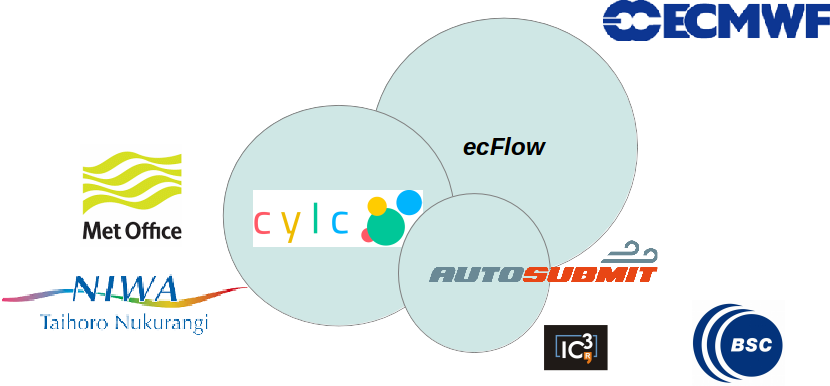 ECMWF
ecFlow
cylc
Met Office
NIWA
Taihoro Nukurangi
AUTOSUBMIT
IC3
R
BSC